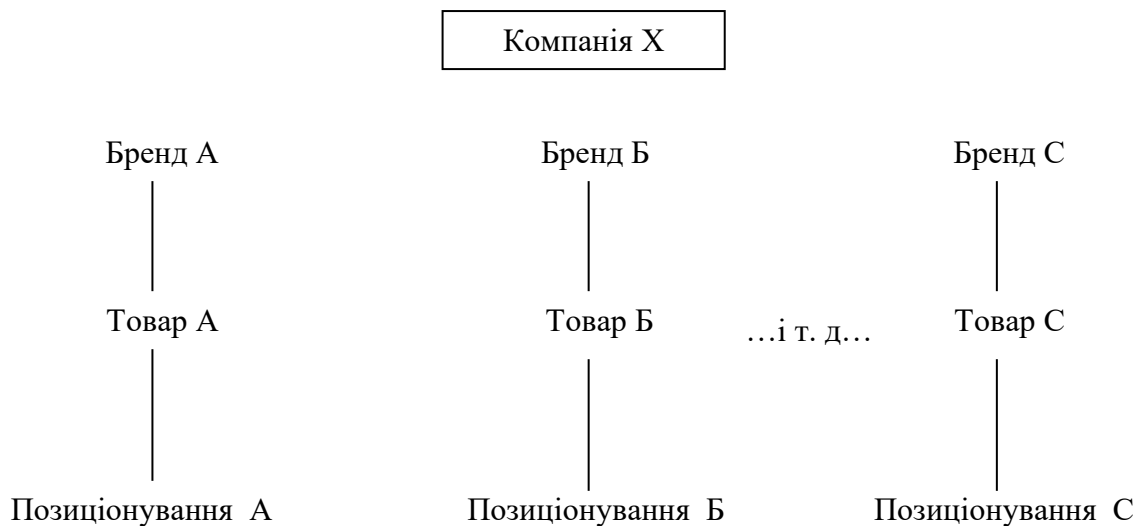 Компанія Х
Бренд А Бренд Б Бренд С
Товар А Товар Б …і т. д… Товар С
Позиціонування А Позиціонування Б Позиціонування С